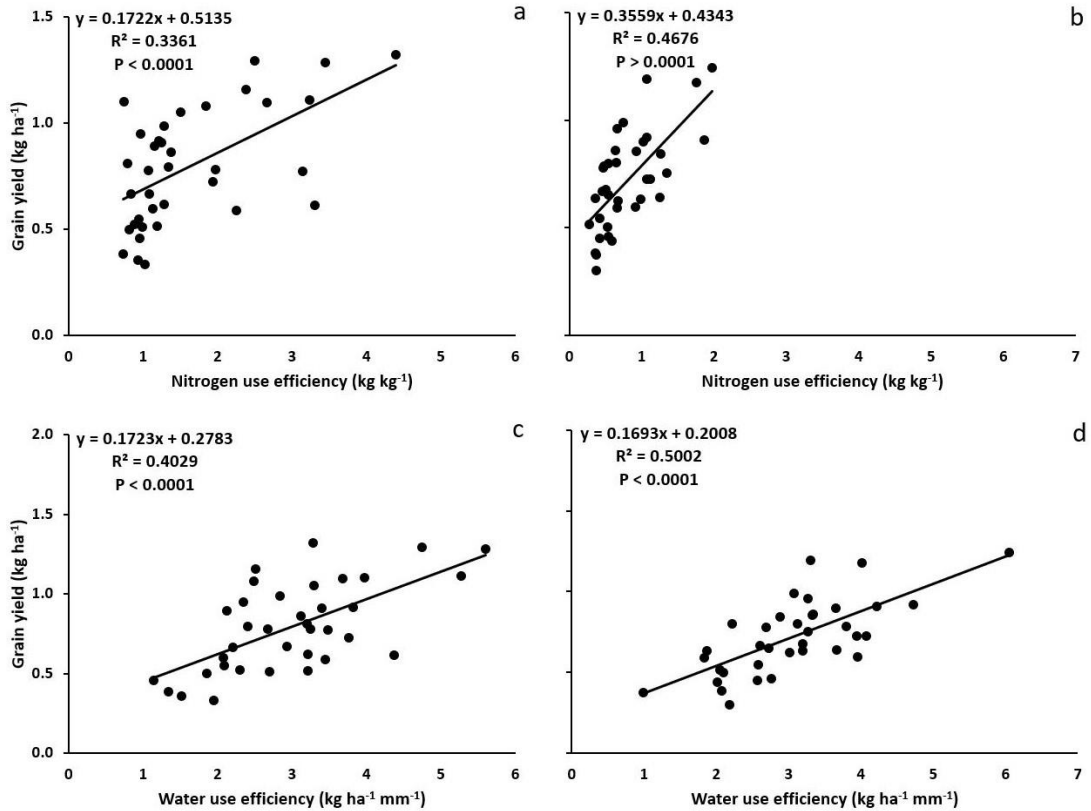 a
y = 0.1722x + 0.5135
R² = 0.3361
P < 0.0001
Grain yield (kg ha⁻¹)
1.5
1.0
0.5
0.0
0 1 2 3 4 5 6
Nitrogen use efficiency (kg kg⁻¹)
b
y = 0.3559x + 0.4343
R² = 0.4676
P > 0.0001
0 1 2 3 4 5 6 7
Nitrogen use efficiency (kg kg⁻¹)
c
y = 0.1723x + 0.2783
R² = 0.4029
P < 0.0001
Grain yield (kg ha⁻¹)
2.0
1.5
1.0
0.5
0.0
0 1 2 3 4 5 6
Water use efficiency (kg ha⁻¹ mm⁻¹)
d
y = 0.1693x + 0.2008
R² = 0.5002
P < 0.0001
0 1 2 3 4 5 6 7
Water use efficiency (kg ha⁻¹ mm⁻¹)